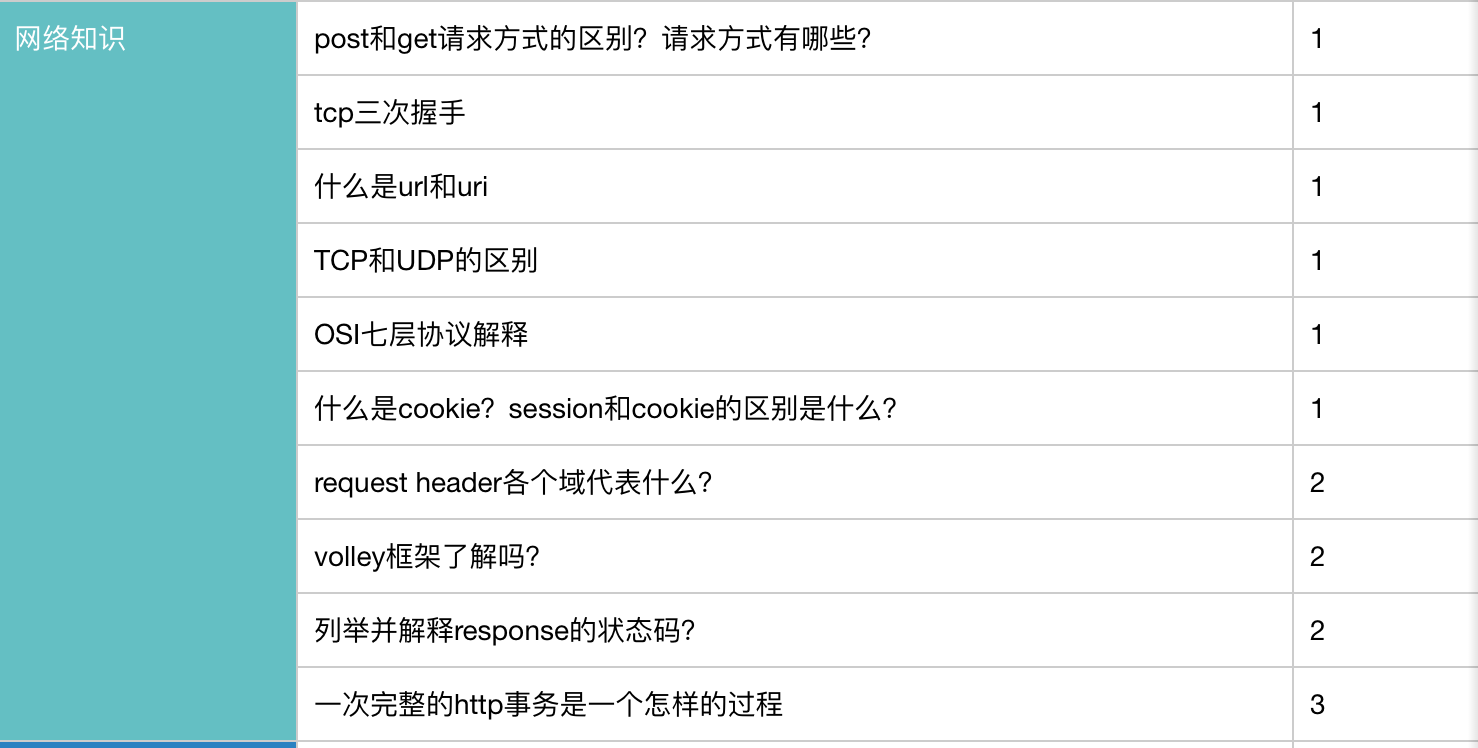 网络知识
post和get请求方式的区别？请求方式有哪些？
1
tcp三次握手
1
什么是url和uri
1
TCP和UDP的区别
1
OSI七层协议解释
1
什么是cookie？session和cookie的区别是什么？
1
request header各个域代表什么？
2
volley框架了解吗？
2
列举并解释response的状态码？
2
一次完整的http事务是一个怎样的过程
3